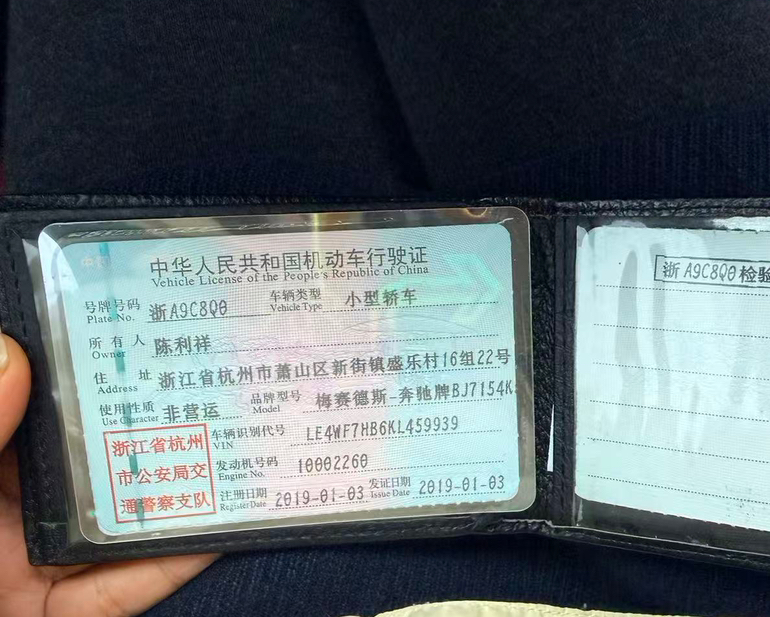 中华人民共和国机动车行驶证
Vehicle License of the People's Republic of China
号牌号码 浙A9C8Q0 车辆类型 小型轿车
Plate No. Vehicle Type
所有人 陈利祥
Owner
住址 浙江省杭州市萧山区新街镇盛乐村16组22号
Address
使用性质 非营运 品牌型号 梅赛德斯-奔驰牌BJ7154K
Use Character Model
浙江省杭州
市公安局交
通警察支队
车辆识别代号 LE4WF7HB6KL459939
VIN
发动机号码 10002260
Engine No.
注册日期 2019-01-03 发证日期 2019-01-03
Register Date Issue Date
浙A9C8Q0检验